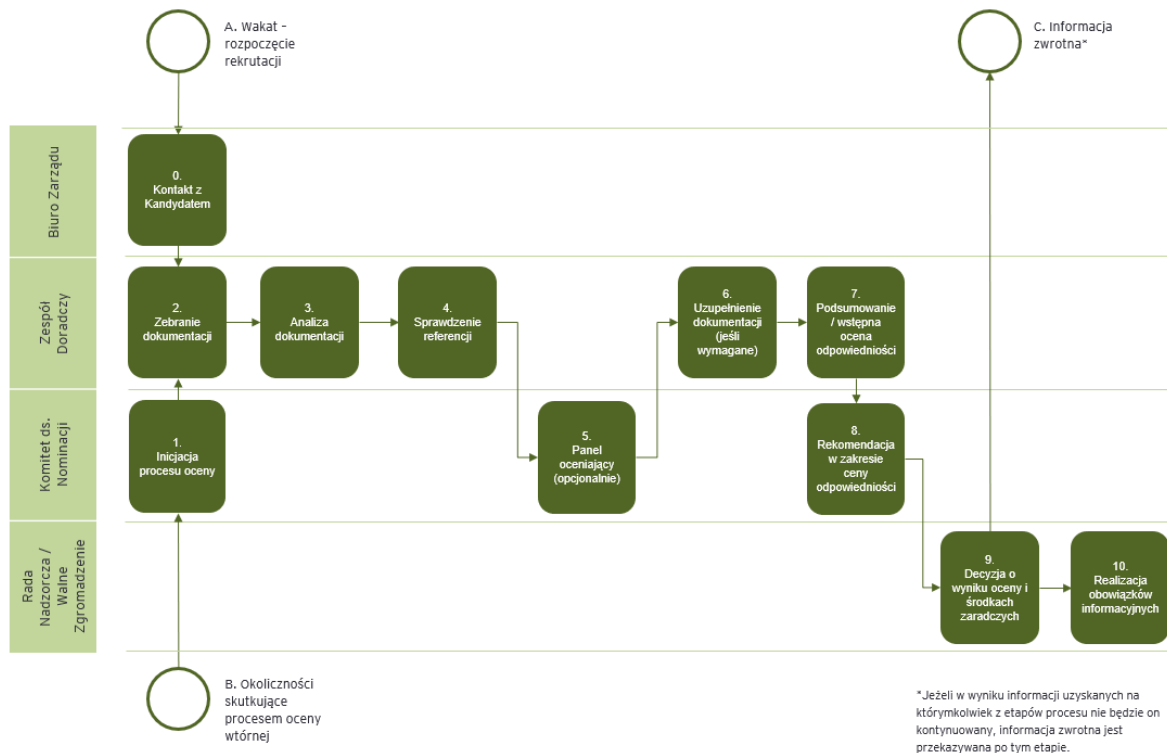 A. Wakat –
rozpoczęcie
rekrutacji
C. Informacja
zwrotna*
Biuro Zarządu
0.
Kontakt z
Kandydatem
Zespół
Doradczy
2.
Zebranie
dokumentacji
3.
Analiza
dokumentacji
4.
Sprawdzenie
referencji
6.
Uzupełnienie
dokumentacji
(jeśli
wymagane)
7.
Podsumowanie
/ wstępna
ocena
odpowiedniości
Komitet ds.
Nominacji
1.
Inicjacja
procesu oceny
5.
Panel
oceniający
(opcjonalnie)
8.
Rekomendacja
w zakresie
ceny
odpowiedniości
Rada
Nadzorcza /
Walne
Zgromadzenie
9.
Decyzja o
wyniku oceny i
środkach
zaradczych
10.
Realizacja
obowiązków
informacyjnych
B. Okoliczności
skutkujące
procesem oceny
wtórnej
*Jeżeli w wyniku informacji uzyskanych na
którymkolwiek z etapów procesu nie będzie on
kontynuowany, informacja zwrotna jest
przekazywana po tym etapie.